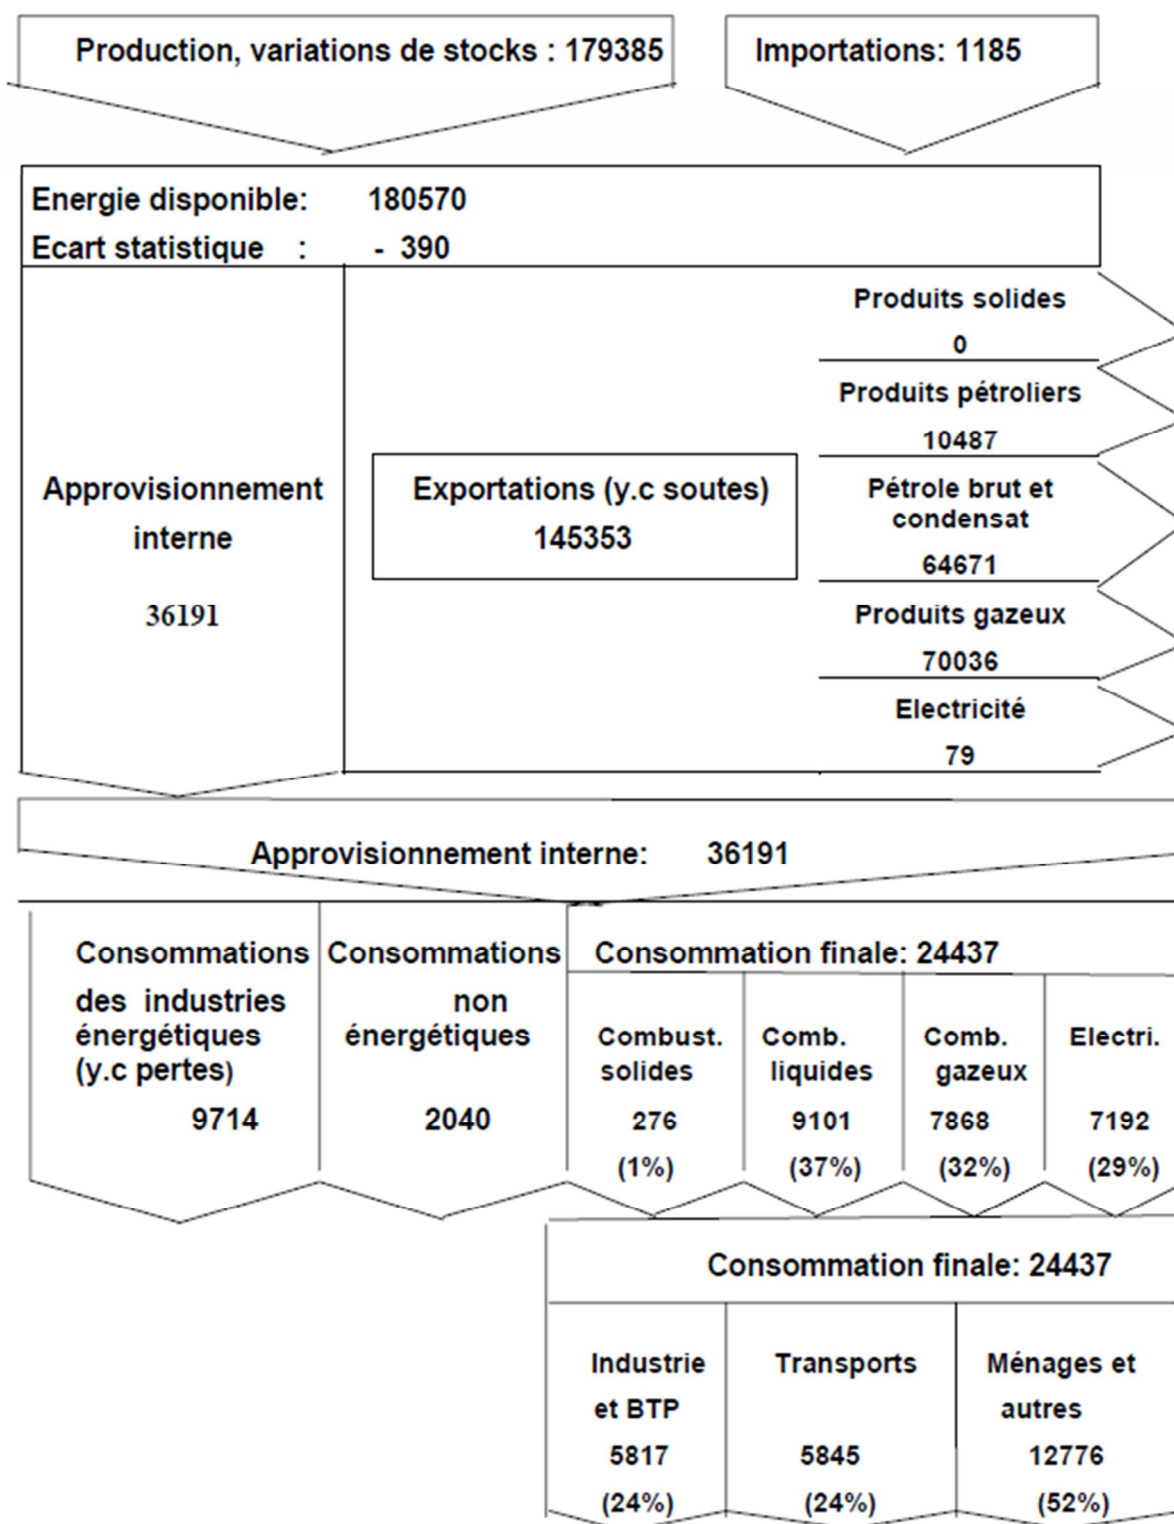 Production, variations de stocks : 179385
Importations: 1185
Energie disponible: 180570
Ecart statistique : - 390
Approvisionnement
interne
36191
Exportations (y.c soutes)
145353
Produits solides
0
Produits pétroliers
10487
Pétrole brut et
condensat
64671
Produits gazeux
70036
Electricité
79
Approvisionnement interne: 36191
Consommations
des industries
énergétiques
(y.c pertes)
9714
Consommations
non
énergétiques
2040
Consommation finale: 24437
Combust.
solides
276
(1%)
Comb.
liquides
9101
(37%)
Comb.
gazeux
7868
(32%)
Electri.
7192
(29%)
Consommation finale: 24437
Industrie
et BTP
5817
(24%)
Transports
5845
(24%)
Ménages et
autres
12776
(52%)